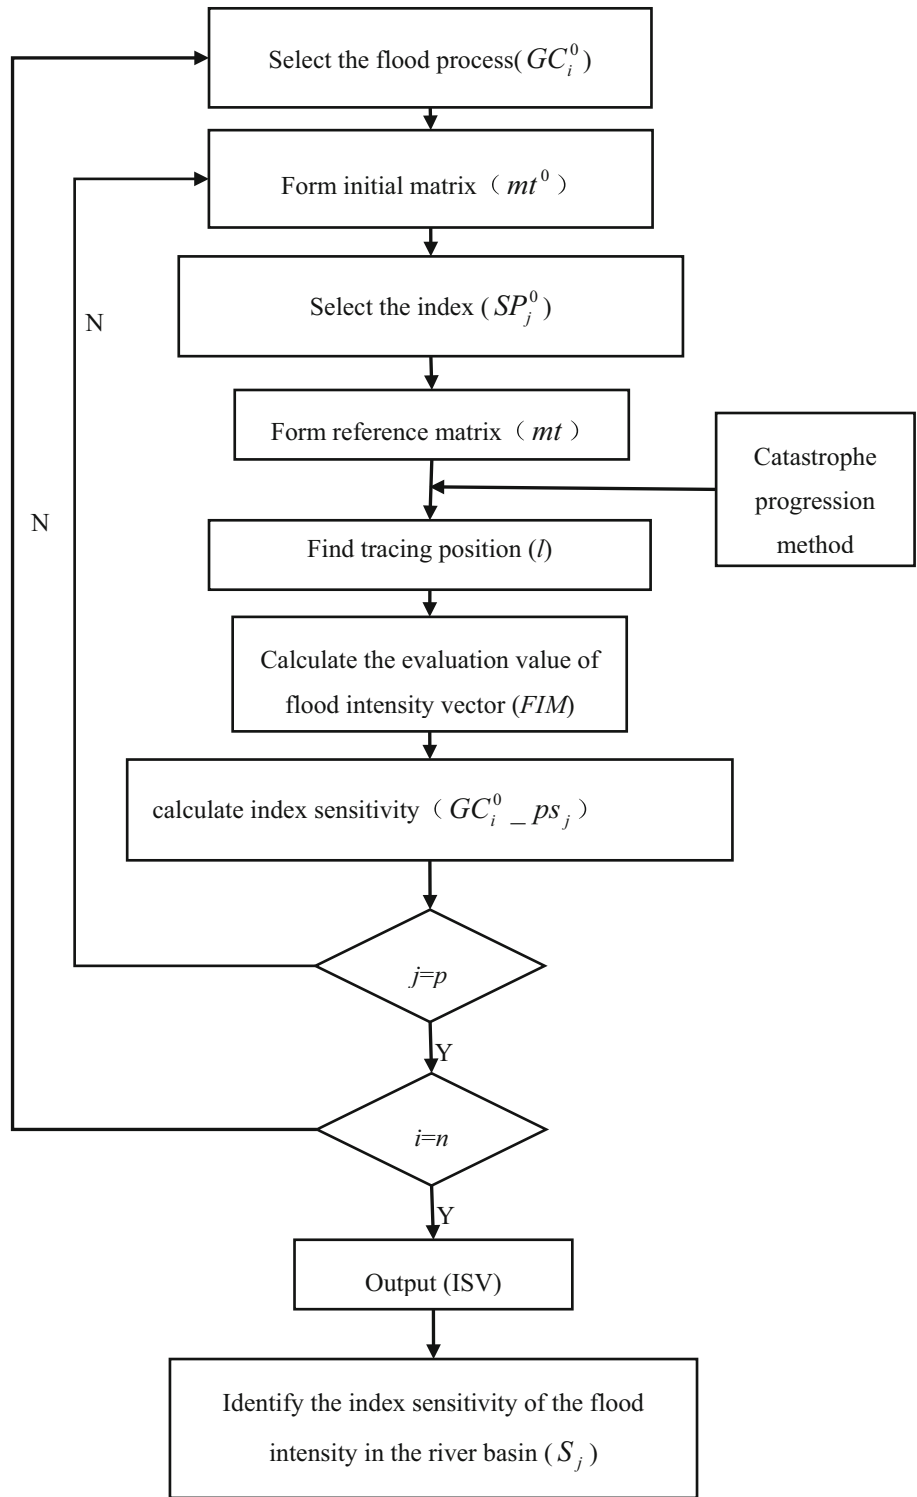 Select the flood process( $GC_i^0$ )
Form initial matrix（ $mt^0$ ）
Select the index ( $SP_j^0$ )
N
Form reference matrix（ $mt$ ）
Catastrophe
progression
method
N
Find tracing position (l)
Calculate the evaluation value of
flood intensity vector (FIM)
calculate index sensitivity（ $GC_i^0\_ps_j$ ）
j=p
Y
i=n
Y
Output (ISV)
Identify the index sensitivity of the flood
intensity in the river basin ( $S_j$ )